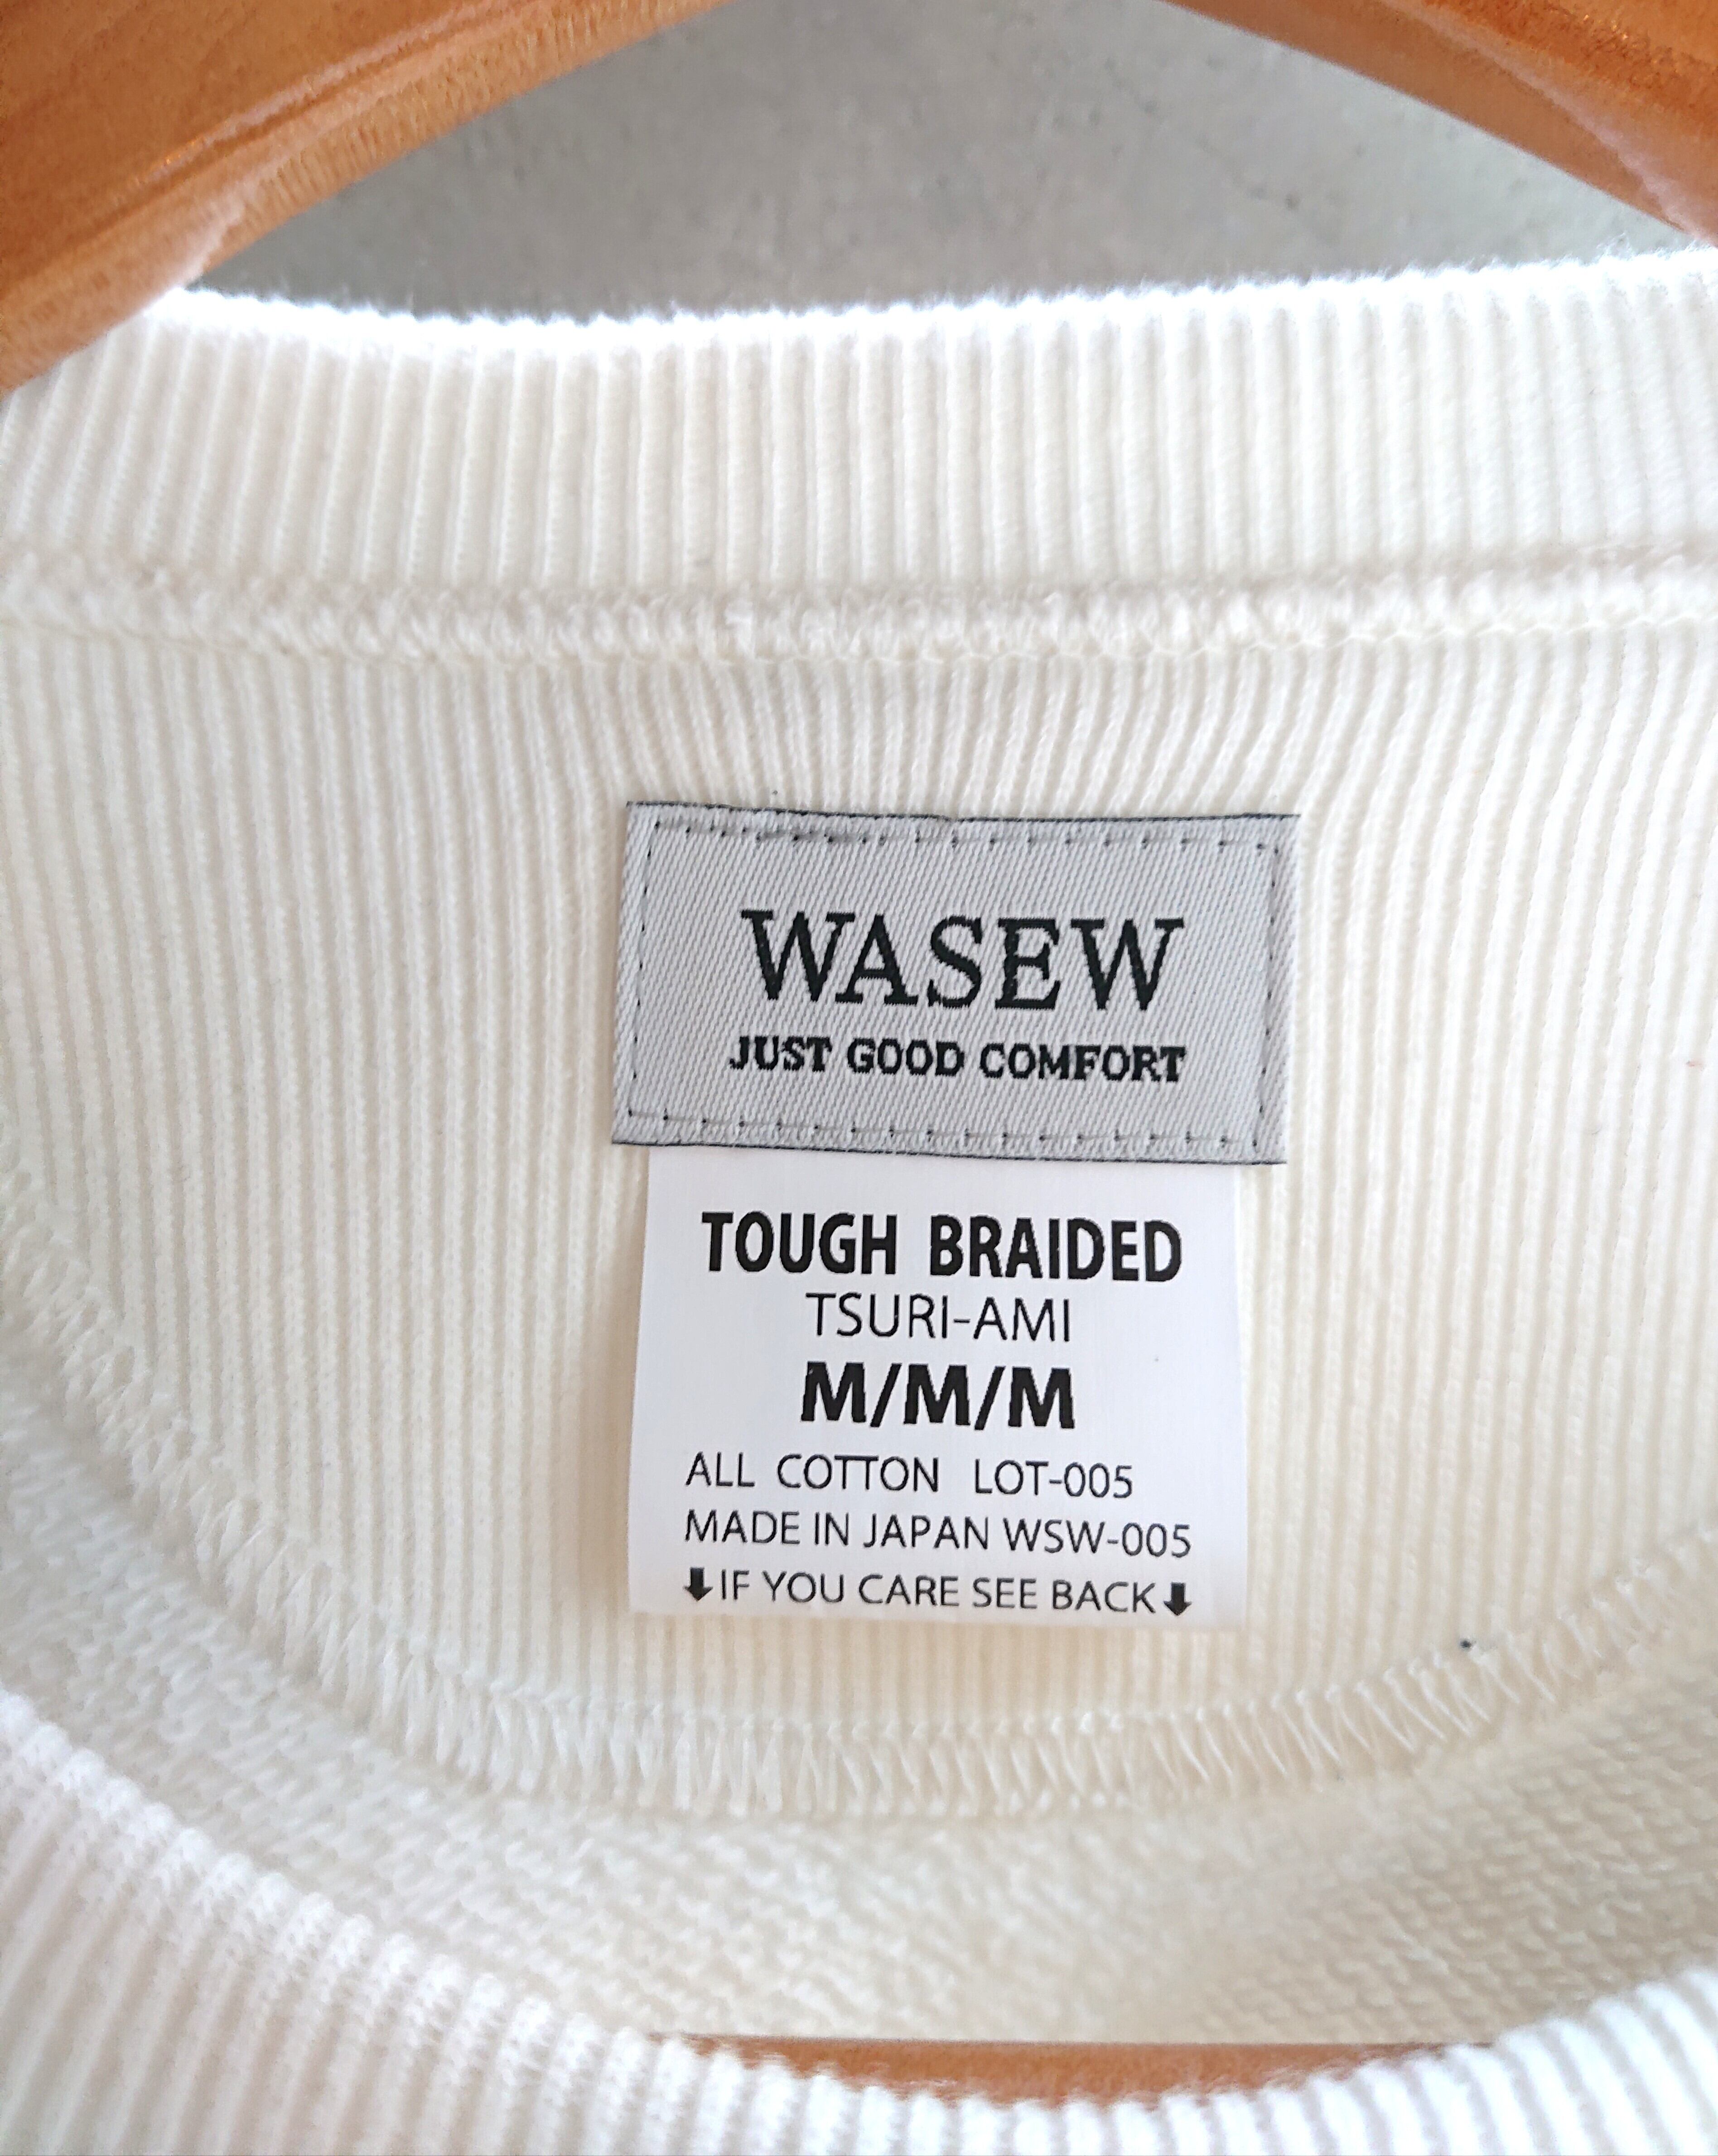 WASEW
JUST GOOD COMFORT
TOUGH BRAIDED
TSURI-AMI
M/M/M
ALL COTTON LOT-005
MADE IN JAPAN WSW-005
⬇IF YOU CARE SEE BACK⬇